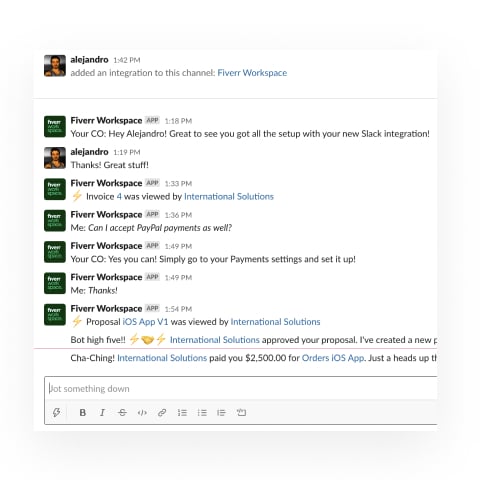 alejandro 1:42 PM
added an integration to this channel: Fiverr Workspace
Fiverr Workspace APP 1:18 PM
Your CO: Hey Alejandro! Great to see you got all the setup with your new Slack integration!
alejandro 1:19 PM
Thanks! Great stuff!
Fiverr Workspace APP 1:33 PM
⚡ Invoice 4 was viewed by International Solutions
Fiverr Workspace APP 1:36 PM
Me: Can I accept PayPal payments as well?
Fiverr Workspace APP 1:49 PM
Your CO: Yes you can! Simply go to your Payments settings and set it up!
Fiverr Workspace APP 1:49 PM
Me: Thanks!
Fiverr Workspace APP 1:54 PM
⚡ Proposal iOS App V1 was viewed by International Solutions
Bot high five!! ⚡🤝⚡ International Solutions approved your proposal. I've created a new p
Cha-Ching! International Solutions paid you $2,500.00 for Orders iOS App. Just a heads up th
Jot something down
B I S </>